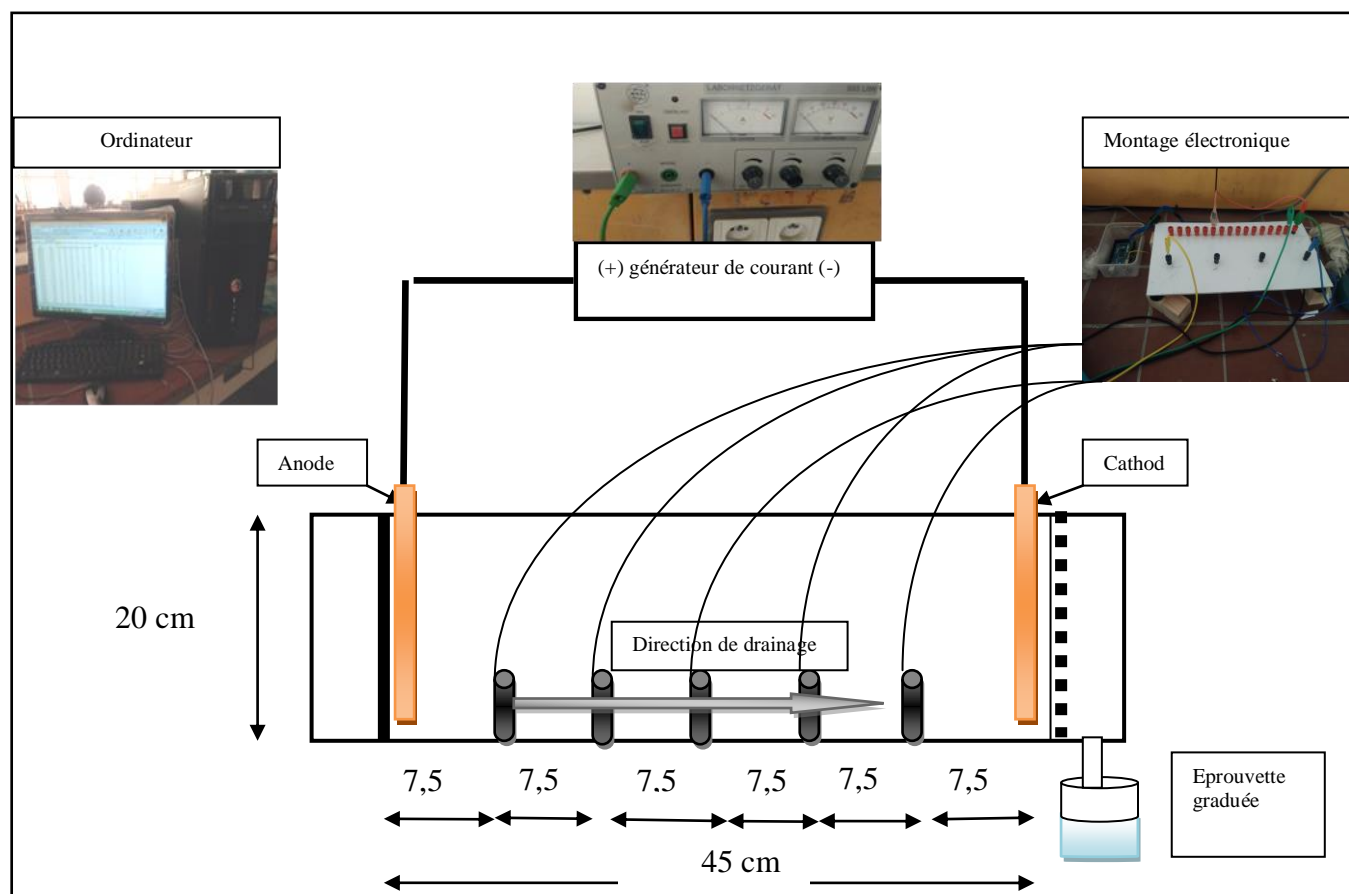 Ordinateur
LABORNETZGERÄT
Montage électronique
(+) générateur de courant (-)
Anode
Cathod
20 cm
Direction de drainage
7,5
7,5
7.5
7,5
7,5
7,5
Eprouvette
graduée
45 cm